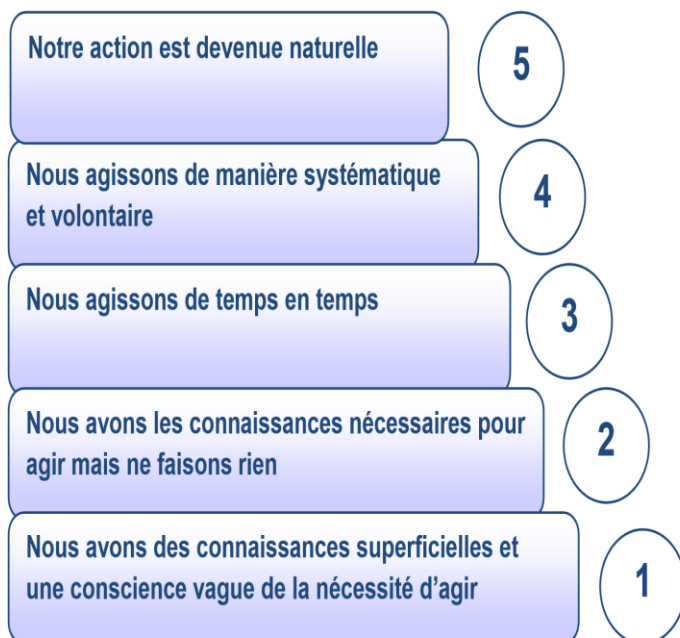 Notre action est devenue naturelle
5
Nous agissons de manière systématique
et volontaire
4
Nous agissons de temps en temps
3
Nous avons les connaissances nécessaires pour
agir mais ne faisons rien
2
Nous avons des connaissances superficielles et
une conscience vague de la nécessité d’agir
1